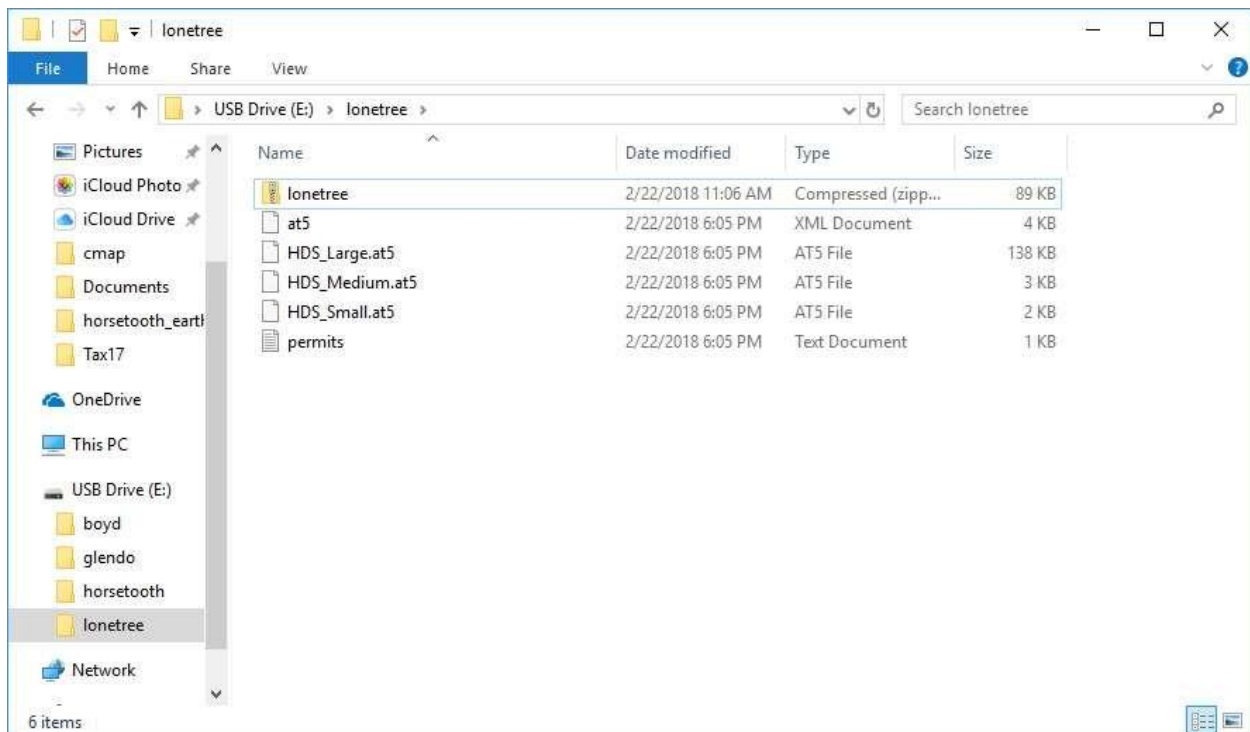 lonetree
File Home Share View
USB Drive (E:) > lonetree > Search lonetree
Pictures
iCloud Photo
iCloud Drive
cmap
Documents
horsetooth_eartl
Tax17
OneDrive
This PC
USB Drive (E:)
boyd
glendo
horsetooth
lonetree
Network
Name Date modified Type Size
lonetree 2/22/2018 11:06 AM Compressed (zipp... 89 KB
at5 2/22/2018 6:05 PM XML Document 4 KB
HDS_Large.at5 2/22/2018 6:05 PM AT5 File 138 KB
HDS_Medium.at5 2/22/2018 6:05 PM AT5 File 3 KB
HDS_Small.at5 2/22/2018 6:05 PM AT5 File 2 KB
permits 2/22/2018 6:05 PM Text Document 1 KB
6 items